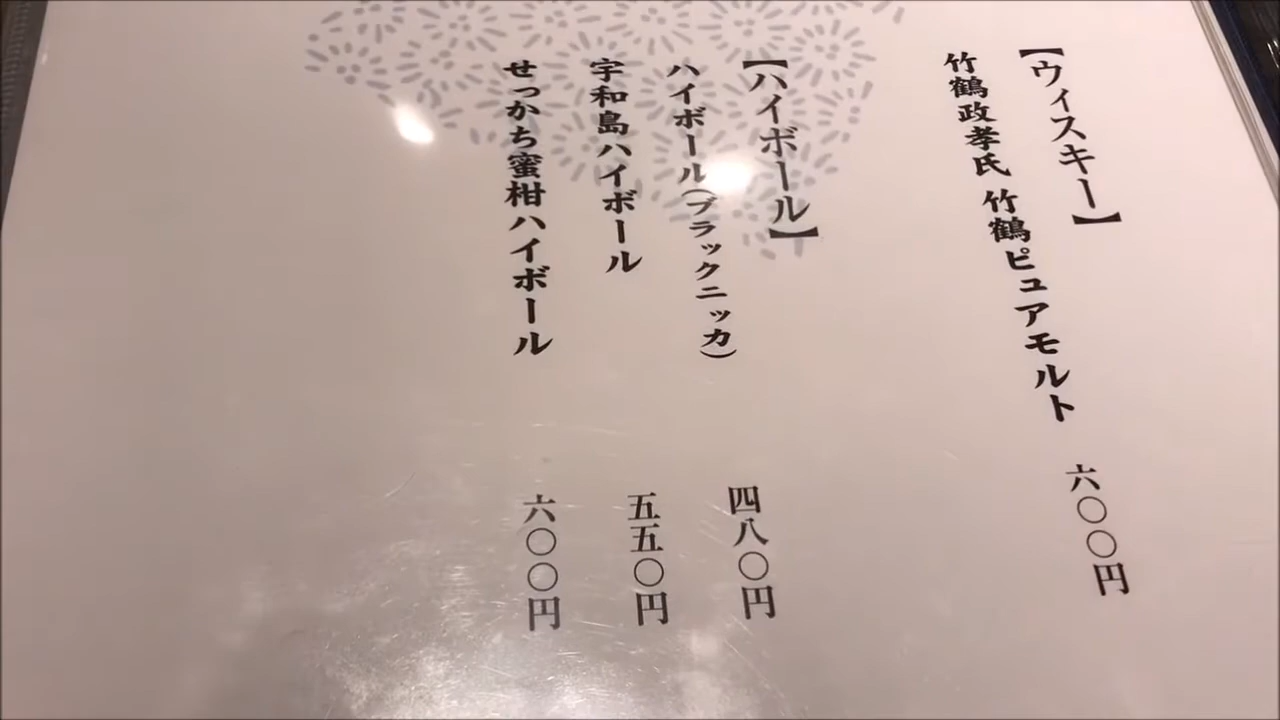 【ウィスキー】
竹鶴政孝氏 竹鶴ピュアモルト 六〇〇円
【ハイボール】
ハイボール(ブラックニッカ) 四八〇円
宇和島ハイボール 五五〇円
せっかち蜜柑ハイボール 六〇〇円